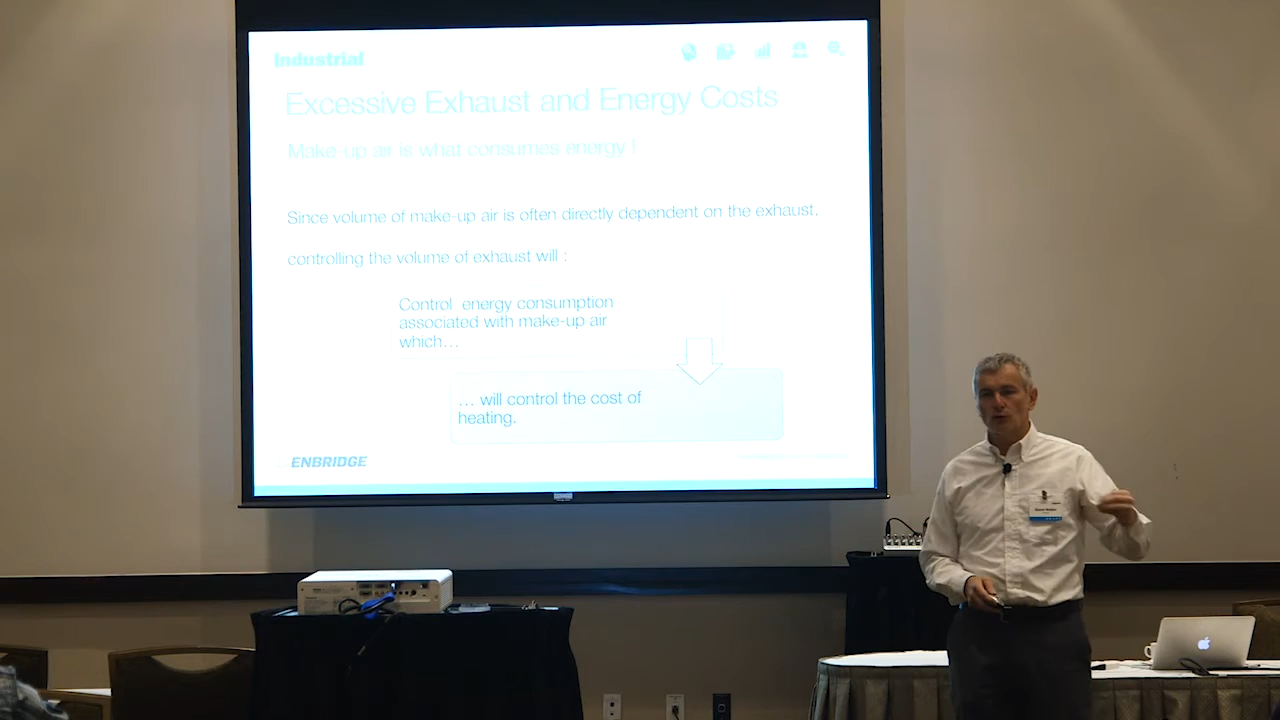 Industrial
Excessive Exhaust and Energy Costs
Make-up air is what consumes energy !
Since volume of make-up air is often directly dependent on the exhaust,
controlling the volume of exhaust will :
Control energy consumption
associated with make-up air
which...
... will control the cost of
heating.
ENBRIDGE